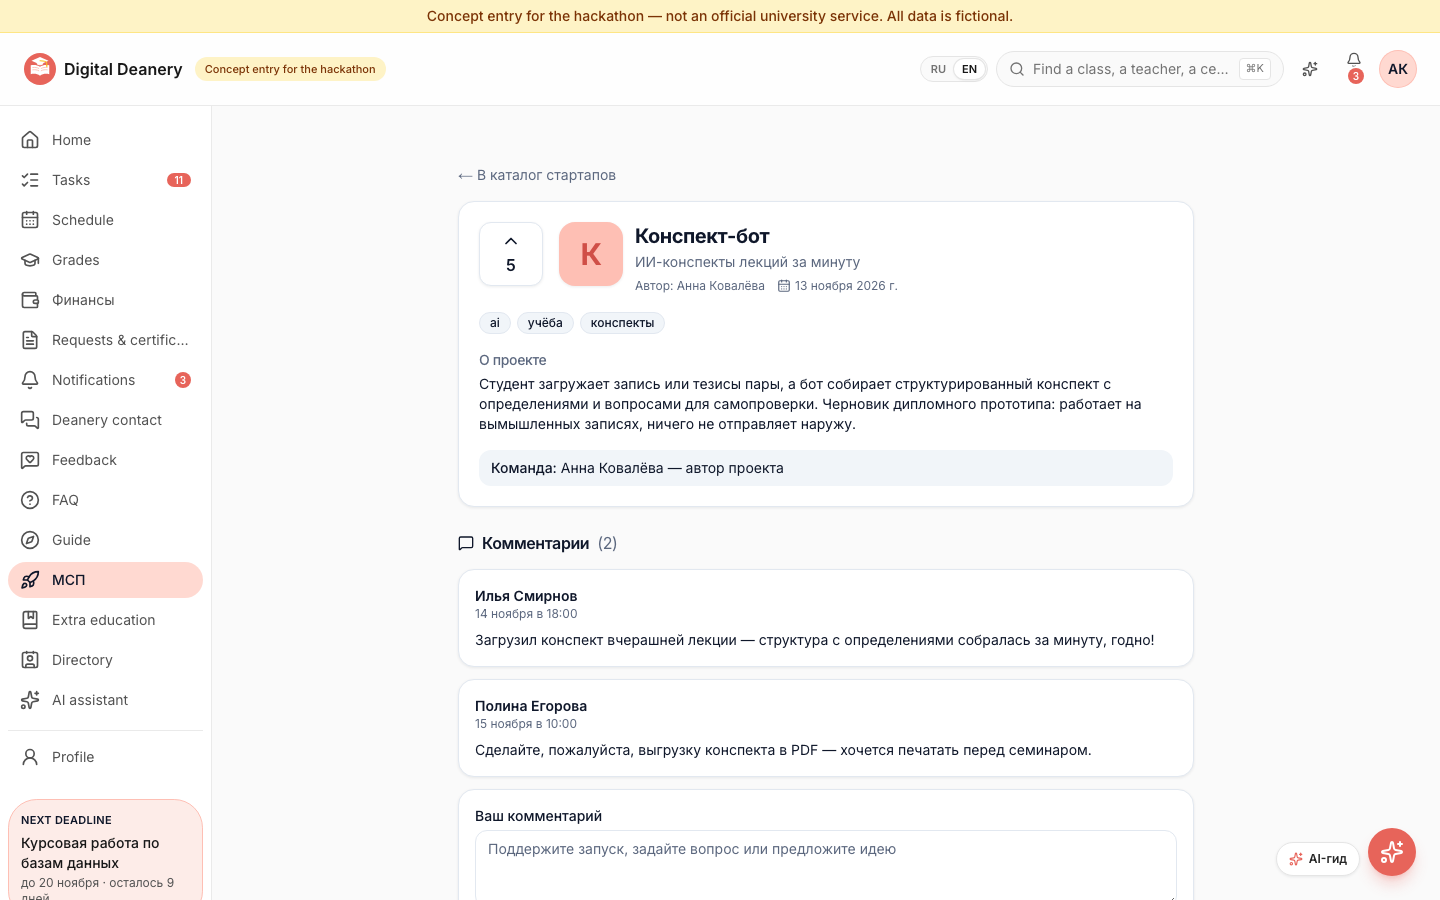 Concept entry for the hackathon — not an official university service. All data is fictional.
Digital Deanery
Concept entry for the hackathon
RU EN
Find a class, a teacher, a ce... ⌘K
3
АК
Home
Tasks 11
Schedule
Grades
Финансы
Requests & certific...
Notifications 3
Deanery contact
Feedback
FAQ
Guide
МСП
Extra education
Directory
AI assistant
Profile
NEXT DEADLINE
Курсовая работа по
базам данных
до 20 ноября · осталось 9
дней
← В каталог стартапов
5
К
Конспект-бот
ИИ-конспекты лекций за минуту
Автор: Анна Ковалёва 13 ноября 2026 г.
ai учёба конспекты
О проекте
Студент загружает запись или тезисы пары, а бот собирает структурированный конспект с
определениями и вопросами для самопроверки. Черновик дипломного прототипа: работает на
вымышленных записях, ничего не отправляет наружу.
Команда: Анна Ковалёва — автор проекта
Комментарии (2)
Илья Смирнов
14 ноября в 18:00
Загрузил конспект вчерашней лекции — структура с определениями собралась за минуту, годно!
Полина Егорова
15 ноября в 10:00
Сделайте, пожалуйста, выгрузку конспекта в PDF — хочется печатать перед семинаром.
Ваш комментарий
Поддержите запуск, задайте вопрос или предложите идею
AI-гид